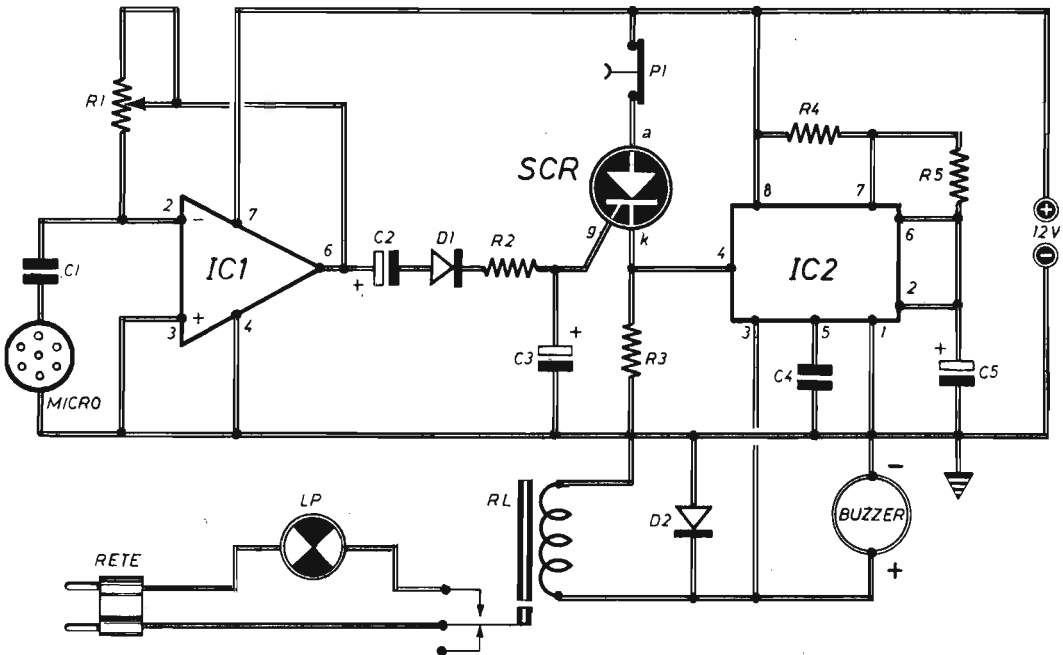 R1
P1
a
R4
SCR
8
7
R5
2
7
g
k
6
+
12 V
-
C1
-
IC1
6
C2
+
D1
R2
4
IC2
2
3
+
4
MICRO
C3
+
R3
3
5
1
C4
+
C5
LP
RL
D2
-
BUZZER
+
RETE